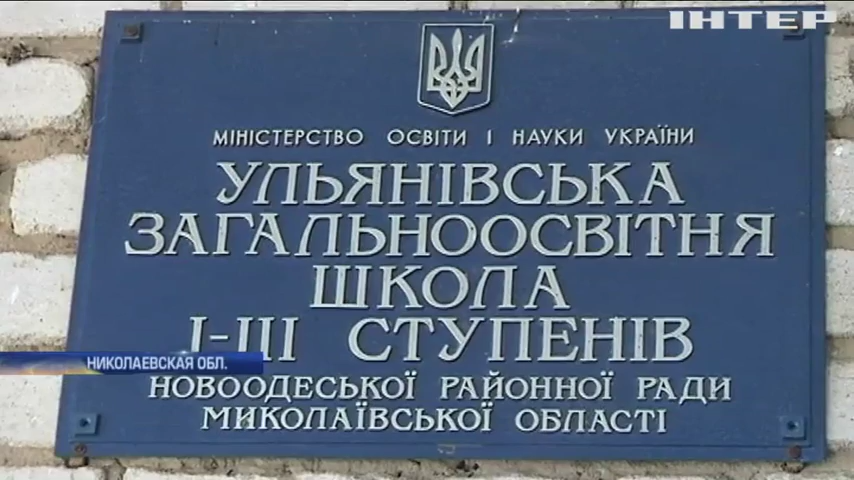 ІНТЕР
МІНІСТЕРСТВО ОСВІТИ І НАУКИ УКРАЇНИ
УЛЬЯНІВСЬКА
ЗАГАЛЬНООСВІТНЯ
ШКОЛА
І-ІІІ СТУПЕНІВ
НИКОЛАЕВСКАЯ ОБЛ.
НОВООДЕСЬКОЇ РАЙОННОЇ РАДИ
МИКОЛАЇВСЬКОЇ ОБЛАСТІ